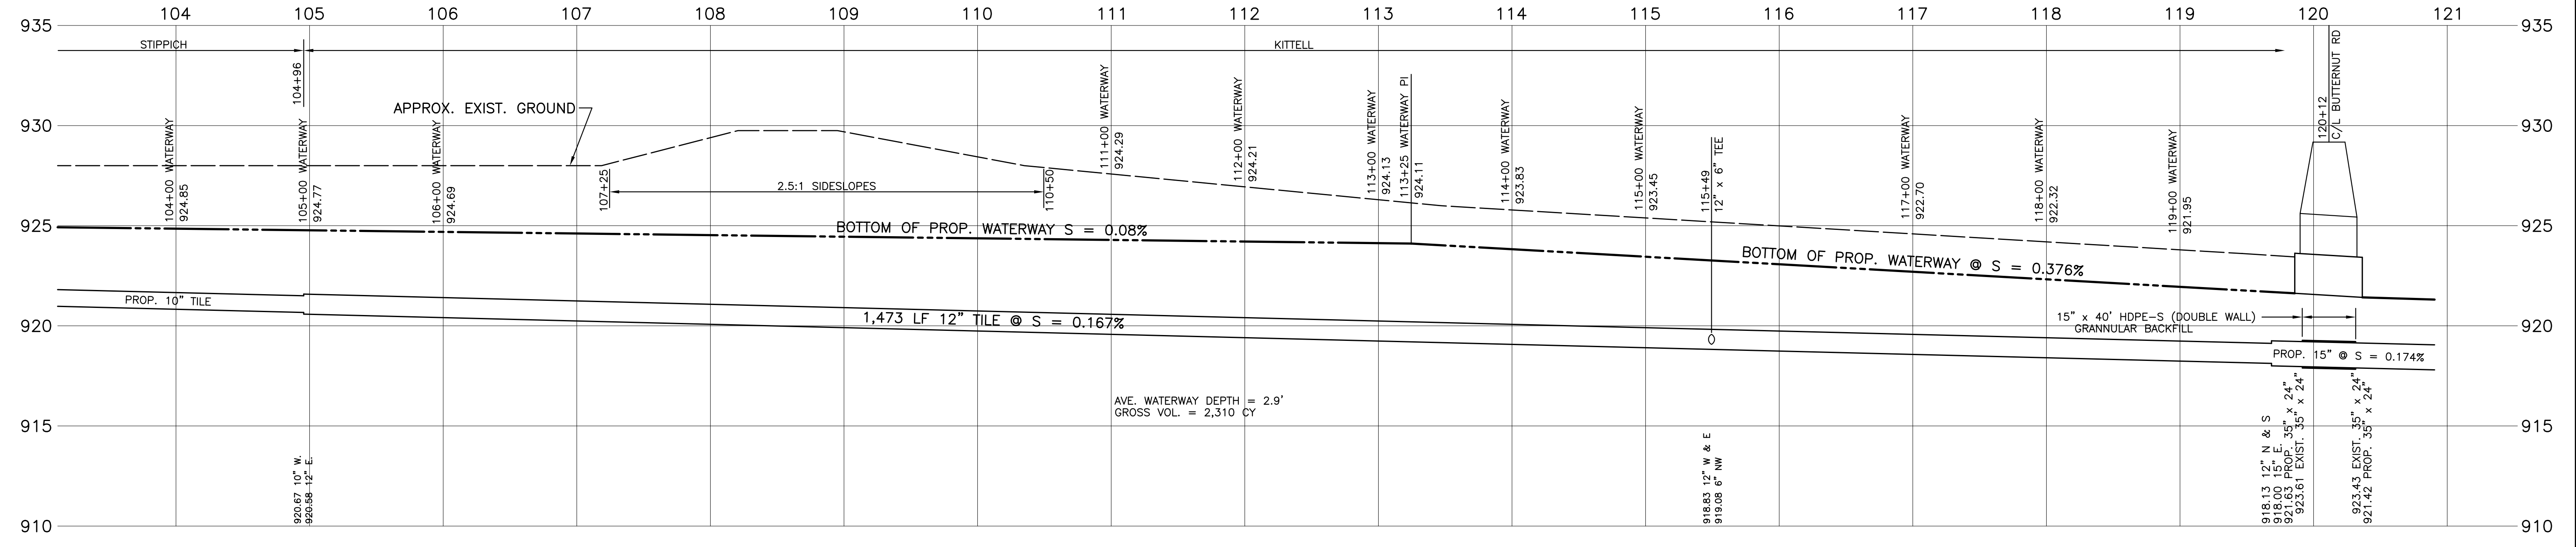 104 105 106 107 108 109 110 111 112 113 114 115 116 117 118 119 120 121
935
935
STIPPICH
KITTELL
104+96
120+12
C/L BUTTERNUT RD
APPROX. EXIST. GROUND
930
930
104+00 WATERWAY
924.85
105+00 WATERWAY
924.77
106+00 WATERWAY
924.69
107+25
2.5:1 SIDESLOPES
110+50
111+00 WATERWAY
924.29
112+00 WATERWAY
924.21
113+00 WATERWAY
924.13
113+25 WATERWAY PI
924.11
114+00 WATERWAY
923.83
115+00 WATERWAY
923.45
115+49
12" x 6" TEE
117+00 WATERWAY
922.70
118+00 WATERWAY
922.32
119+00 WATERWAY
921.95
925
925
BOTTOM OF PROP. WATERWAY S = 0.08%
BOTTOM OF PROP. WATERWAY @ S = 0.376%
PROP. 10" TILE
1,473 LF 12" TILE @ S = 0.167%
15" x 40' HDPE-S (DOUBLE WALL)
GRANNULAR BACKFILL
920
920
PROP. 15" @ S = 0.174%
AVE. WATERWAY DEPTH = 2.9'
GROSS VOL. = 2,310 CY
915
915
920.67 10" W.
920.58 12" E.
918.83 12" W & E
919.08 6" NW
918.13 12" N & S
918.00 15" E.
921.63 PROP. 35" x 24"
923.61 EXIST. 35" x 24"
923.43 EXIST. 35" x 24"
921.42 PROP. 35" x 24"
910
910